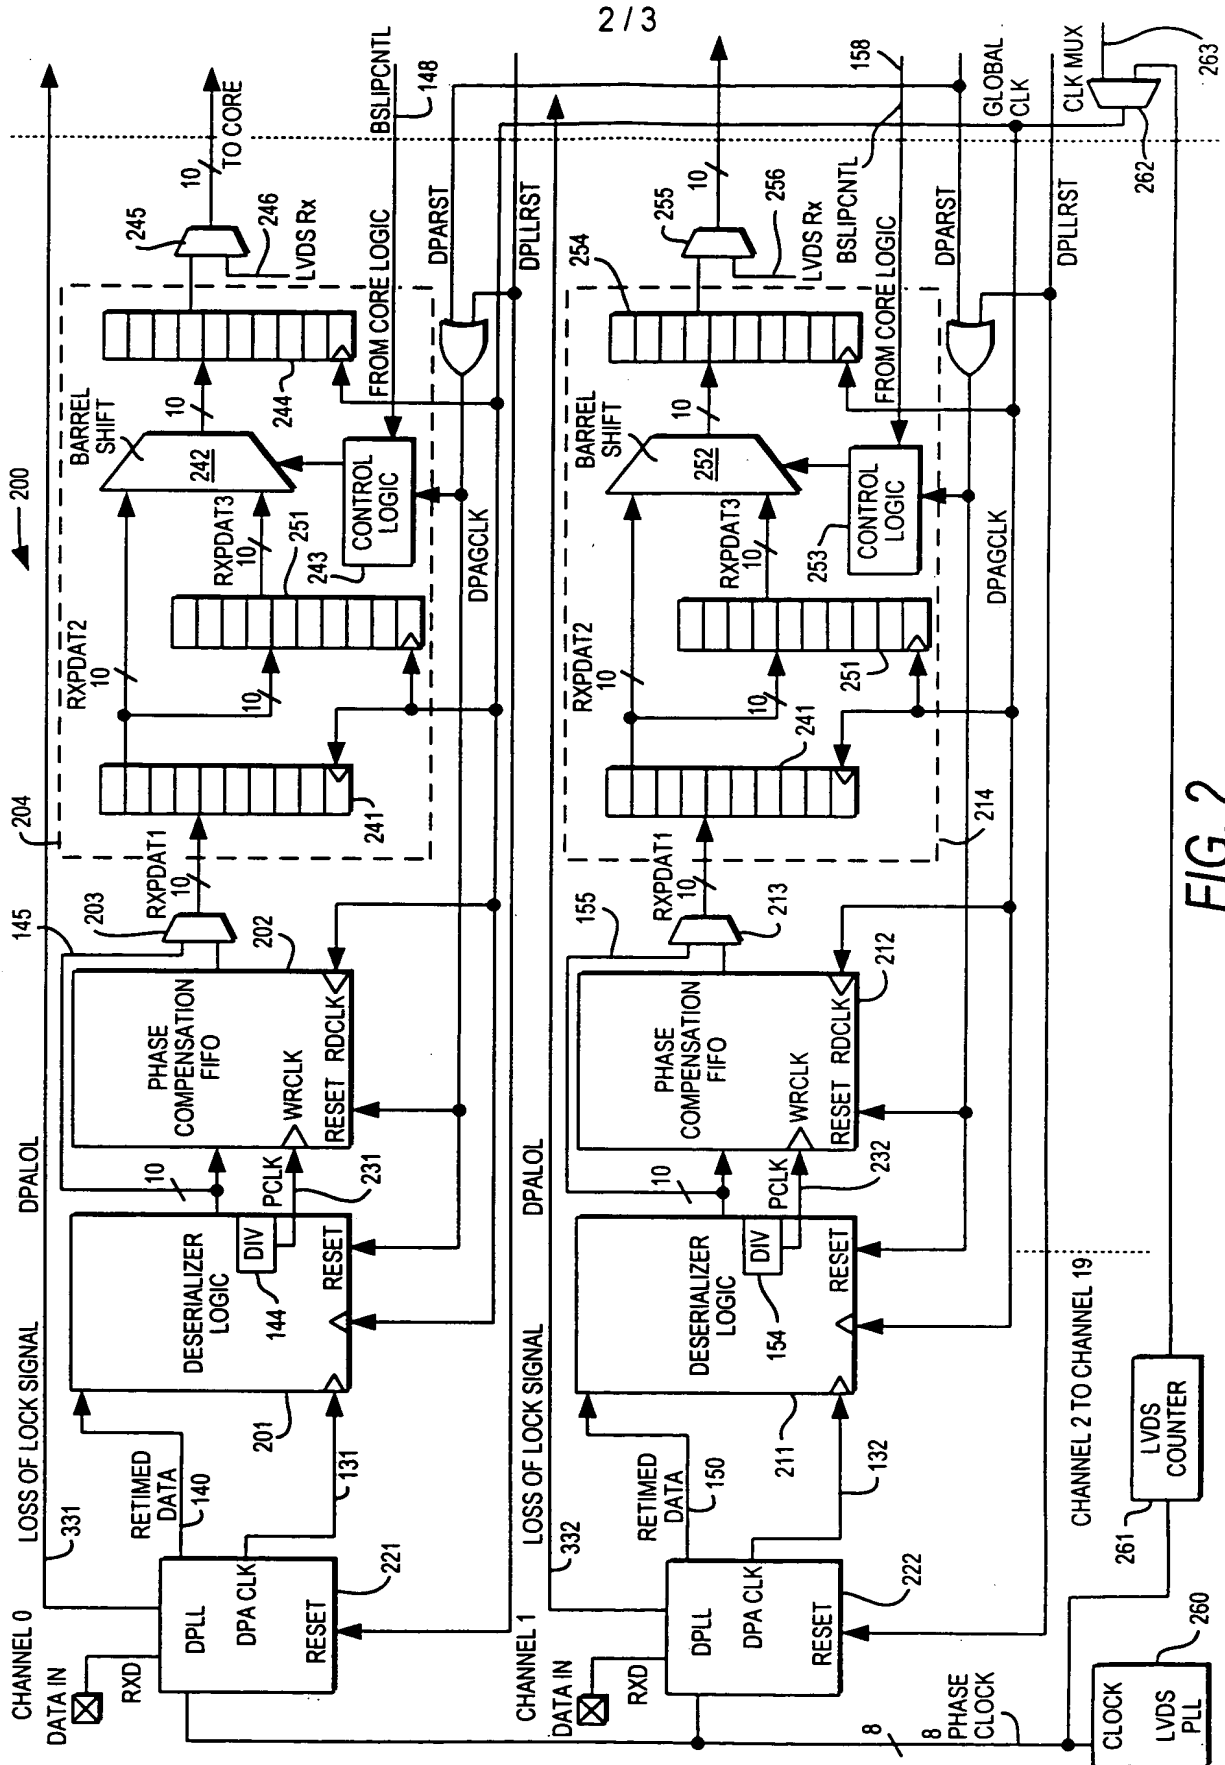 2 / 3
200
CHANNEL 0
DATA IN
RXD
331
LOSS OF LOCK SIGNAL
DPALOL
DPLL
DPA CLK
RESET
221
RETIMED
DATA
140
131
201
DESERIALIZER
LOGIC
DIV
144
RESET
10
PCLK
231
145
PHASE
COMPENSATION
FIFO
WRCLK
RESET RDCLK
202
203
RXPDAT1
10
204
241
RXPDAT2
10
10
251
RXPDAT3
10
BARREL
SHIFT
242
243
CONTROL
LOGIC
10
244
FROM CORE LOGIC
DPAGCLK
245
246
LVDS Rx
10
TO CORE
BSLIPCNTL
148
DPARST
DPLLRST
CHANNEL 1
DATA IN
RXD
332
LOSS OF LOCK SIGNAL
DPALOL
DPLL
DPA CLK
RESET
222
RETIMED
DATA
150
132
211
DESERIALIZER
LOGIC
DIV
154
RESET
10
PCLK
232
155
PHASE
COMPENSATION
FIFO
WRCLK
RESET RDCLK
212
213
RXPDAT1
10
214
241
RXPDAT2
10
10
251
RXPDAT3
10
BARREL
SHIFT
252
253
CONTROL
LOGIC
10
254
FROM CORE LOGIC
DPAGCLK
255
256
LVDS Rx
10
BSLIPCNTL
158
DPARST
DPLLRST
GLOBAL
CLK
CLK MUX
262
263
CHANNEL 2 TO CHANNEL 19
LVDS
COUNTER
261
8
8
PHASE
CLOCK
CLOCK
LVDS
PLL
260
FIG. 2